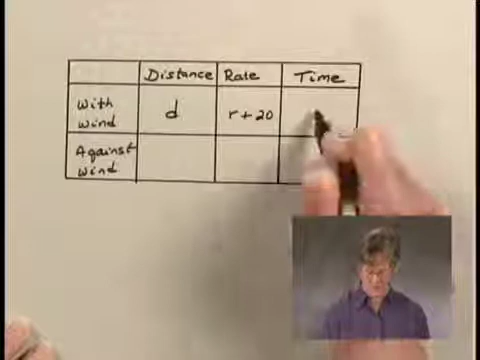 Distance Rate Time
With
wind d r + 20
Against
wind